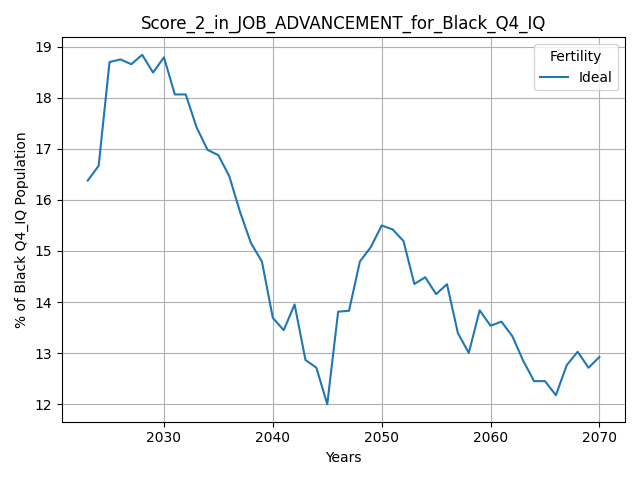 Score_2_in_JOB_ADVANCEMENT_for_Black_Q4_IQ
Fertility
Ideal
% of Black Q4_IQ Population
19
18
17
16
15
14
13
12
2030 2040 2050 2060 2070
Years